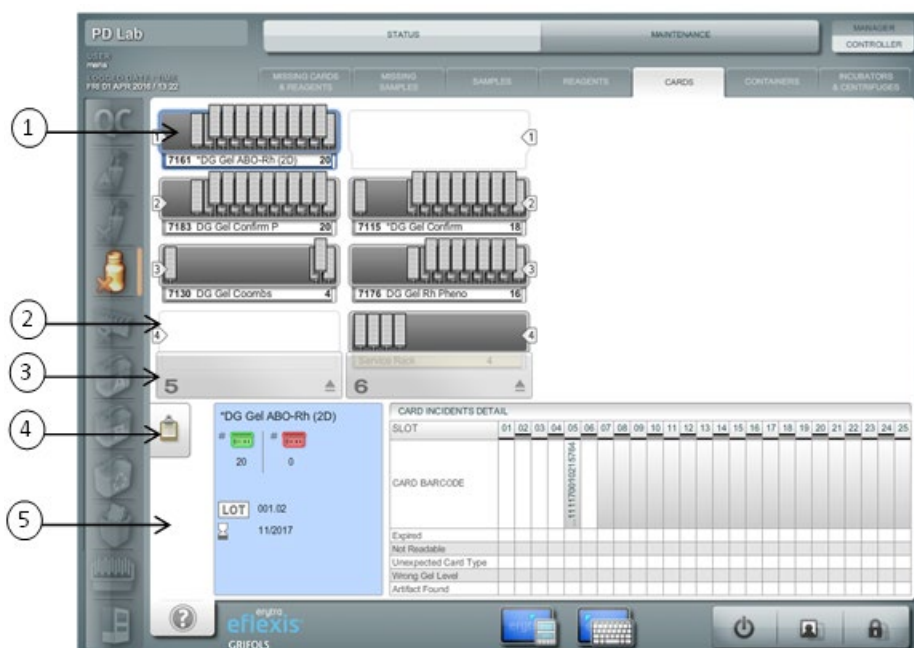 PD Lab
STATUS
MAINTENANCE
MANAGER
CONTROLLER
USER
mena
LOGGED DATE / TIME
FRI 01 APR 2016 / 13:22
MISSING CARDS
& REAGENTS
MISSING
SAMPLES
SAMPLES
REAGENTS
CARDS
CONTAINERS
INCUBATORS
& CENTRIFUGES
QC
1
1
1
7161 *DG Gel ABO-Rh (2D) 20
2
2
7183 DG Gel Confirm P 20
7115 *DG Gel Confirm 18
3
3
7130 DG Gel Coombs 4
7176 DG Gel Rh Pheno 16
2
4
4
Service Rack 4
3
5
6
4
*DG Gel ABO-Rh (2D)
# #
20 0
LOT 001.02
11/2017
5
CARD INCIDENTS DETAIL
SLOT 01 02 03 04 05 06 07 08 09 10 11 12 13 14 15 16 17 18 19 20 21 22 23 24 25
CARD BARCODE
...111170010215764
Expired
Not Readable
Unexpected Card Type
Wrong Gel Level
Artifact Found
?
erytra
eflexis
GRIFOLS